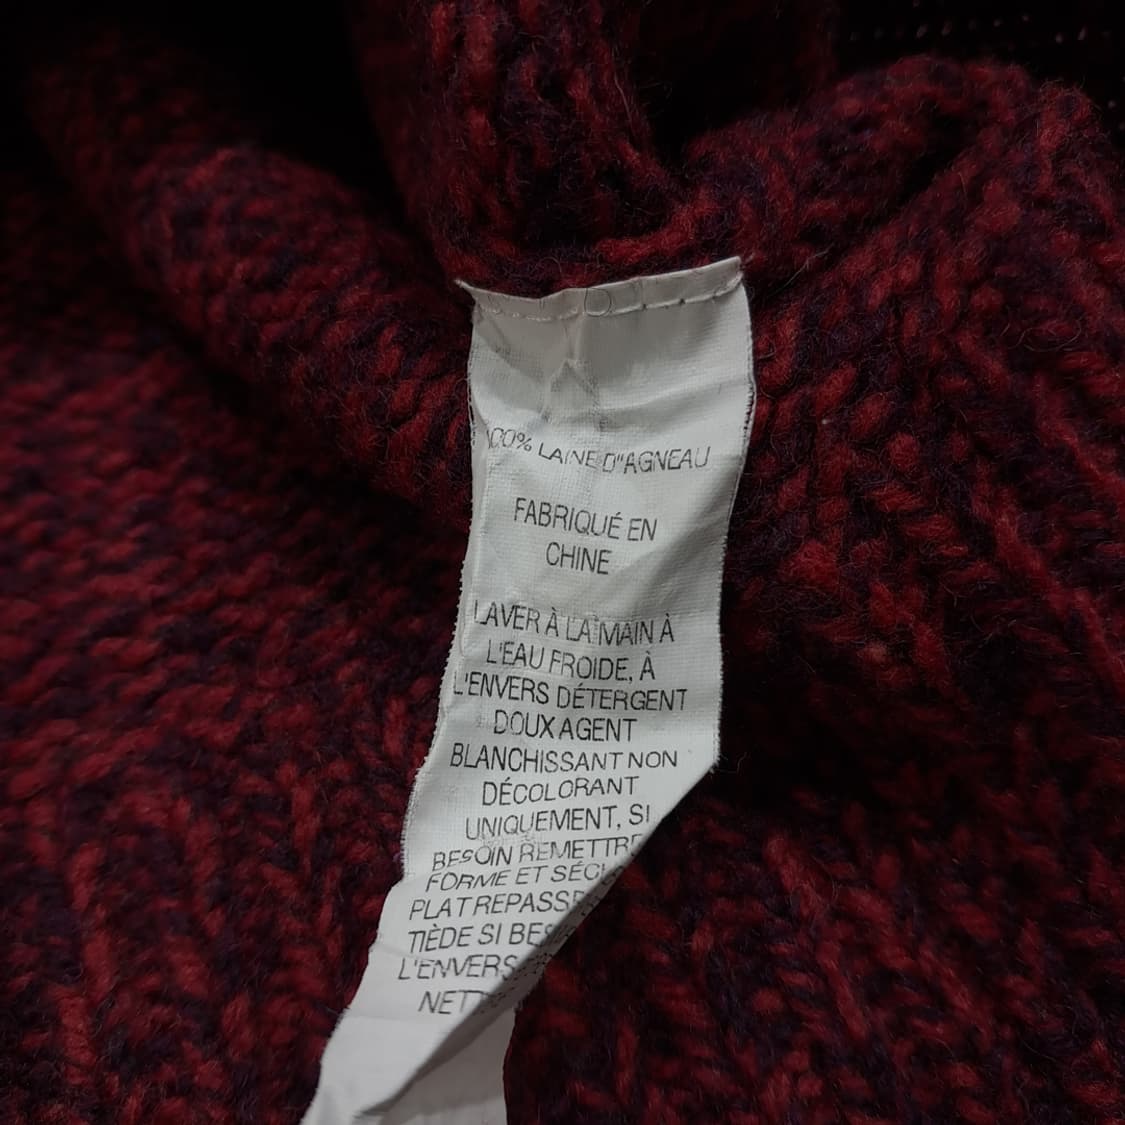 100% LAINE D"AGNEAU
FABRIQUÉ EN
CHINE
LAVER À LA MAIN À
L'EAU FROIDE, À
L'ENVERS DÉTERGENT
DOUX AGENT
BLANCHISSANT NON
DÉCOLORANT
UNIQUEMENT, SI
BESOIN REMETTRE
FORME ET
PLAT
TIÈDE SI
L'ENVERS